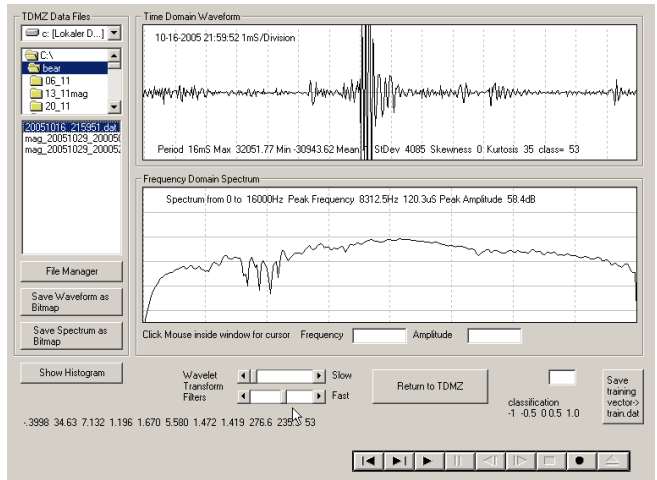 TDMZ Data Files
c: [Lokaler D...]
C:\
bear
06_11
13_11mag
20_11
20051016_215951.dat
mag_20051029_20050
mag_20051029_20052
File Manager
Save Waveform as
Bitmap
Save Spectrum as
Bitmap
Show Histogram
Time Domain Waveform
10-16-2005 21:59:52 1mS/Division
Period 16mS Max 32051.77 Min -30943.62 Mean StDev 4085 Skewness 0 Kurtosis 35 class= 53
Frequency Domain Spectrum
Spectrum from 0 to 16000Hz Peak Frequency 8312.5Hz 120.3uS Peak Amplitude 58.4dB
Click Mouse inside window for cursor Frequency Amplitude
Wavelet
Transform
Filters
Slow
Fast
Return to TDMZ
classification
-1 -0.5 0 0.5 1.0
Save
training
vector->
train.dat
-.3998 34.63 7.132 1.196 1.670 5.580 1.472 1.419 276.6 53